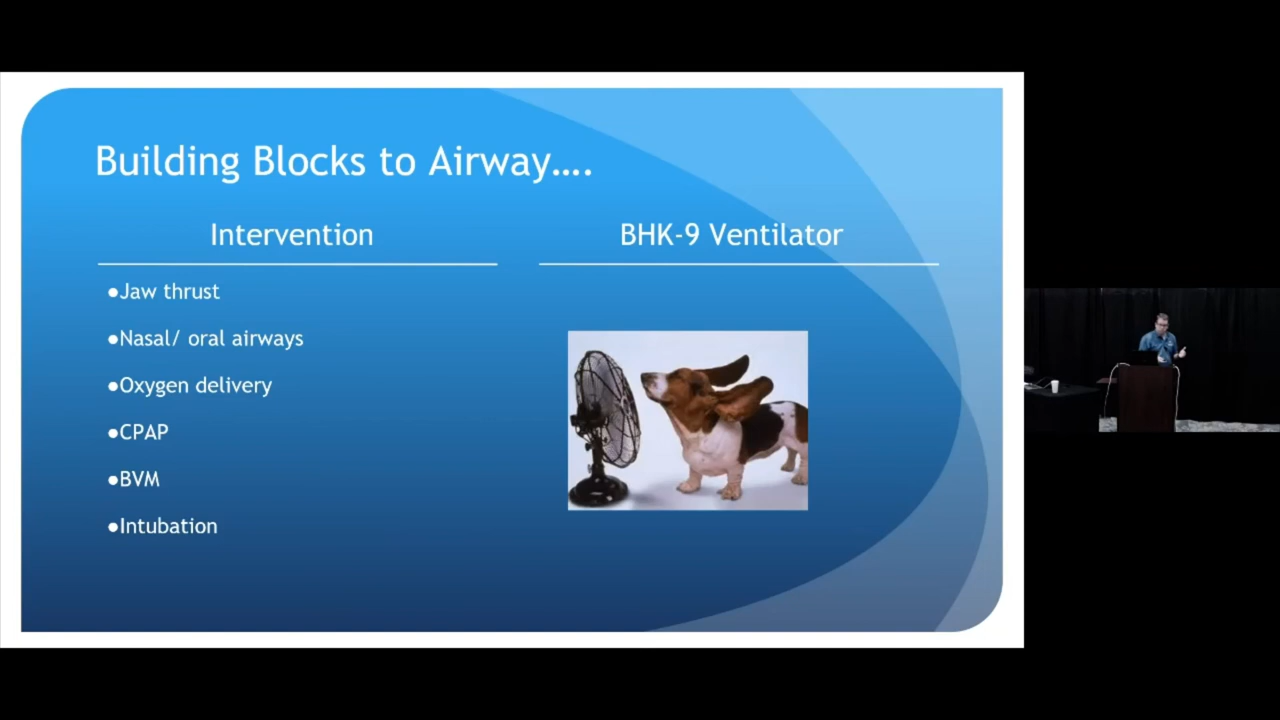 Building Blocks to Airway....
Intervention
●Jaw thrust
●Nasal/ oral airways
●Oxygen delivery
●CPAP
●BVM
●Intubation
BHK-9 Ventilator